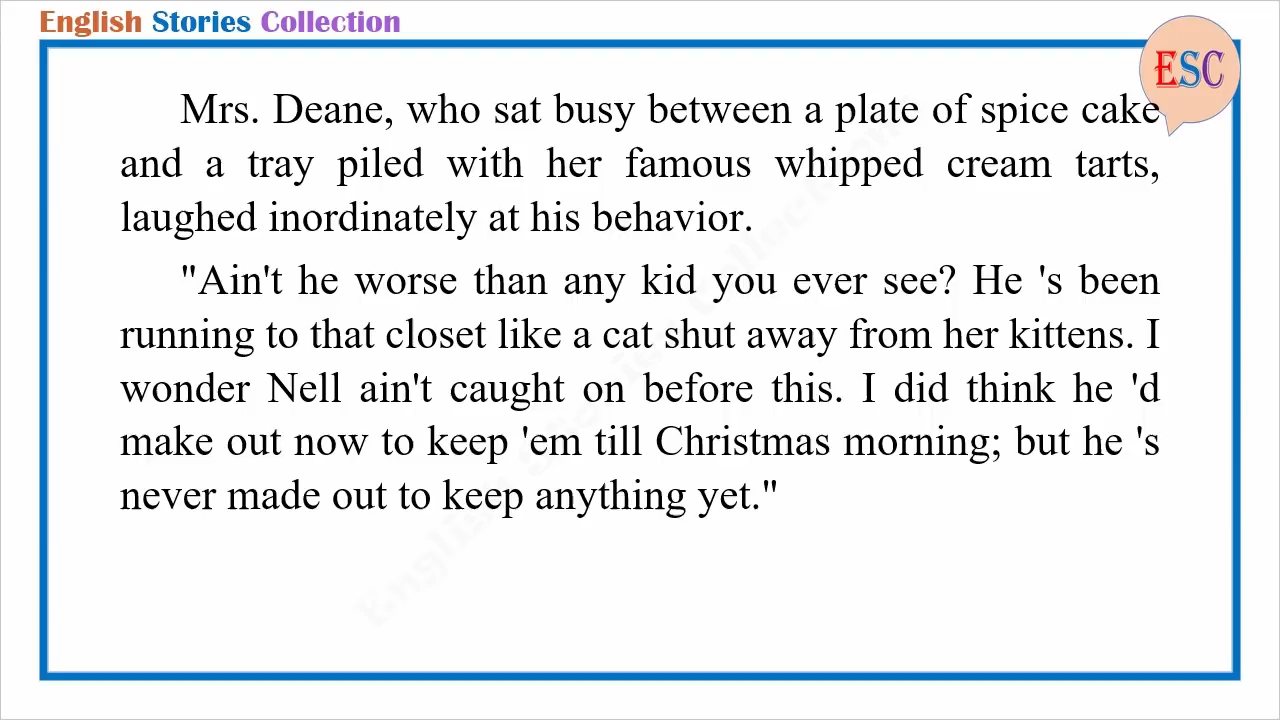 English Stories Collection
ESC
Mrs. Deane, who sat busy between a plate of spice cake
and a tray piled with her famous whipped cream tarts,
laughed inordinately at his behavior.
"Ain't he worse than any kid you ever see? He 's been
running to that closet like a cat shut away from her kittens. I
wonder Nell ain't caught on before this. I did think he 'd
make out now to keep 'em till Christmas morning; but he 's
never made out to keep anything yet."